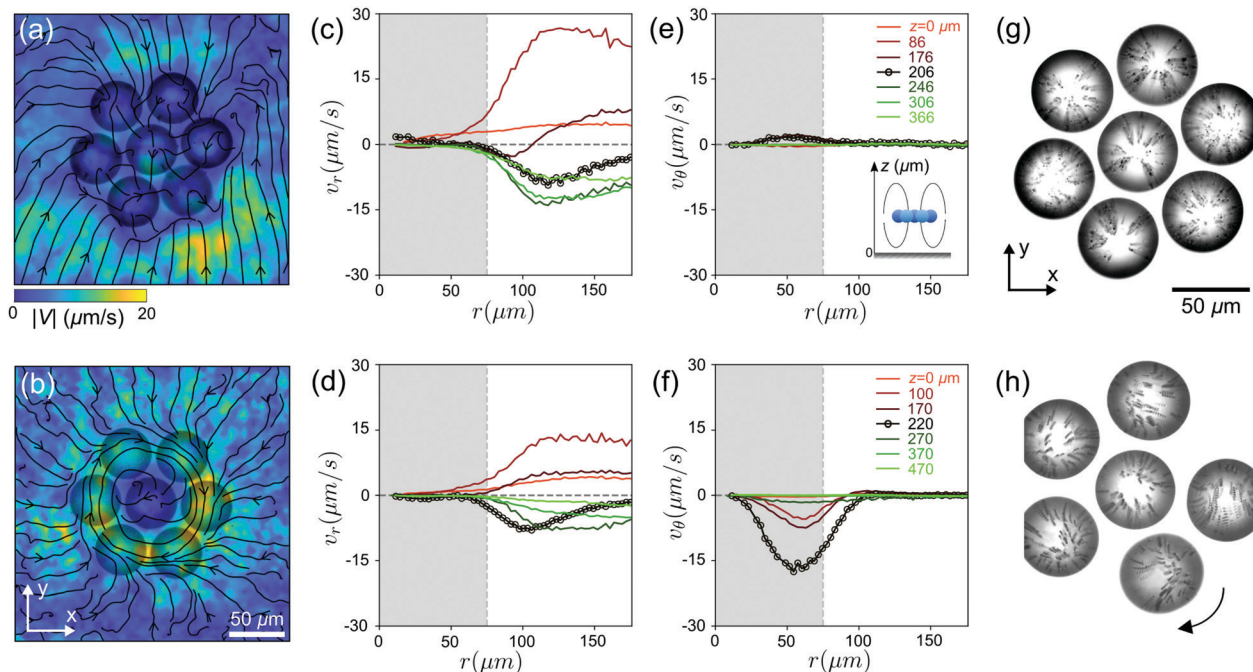 (a)
0
20
|V| (µm/s)
(c)
30
15
0
-15
-30
v_r(µm/s)
0
50
100
150
r(µm)
(e)
30
15
0
-15
-30
v_θ(µm/s)
0
50
100
150
r(µm)
z=0 µm
86
176
206
246
306
366
z (µm)
0
(g)
y
x
50 µm
(b)
y
x
50 µm
(d)
30
15
0
-15
-30
v_r(µm/s)
0
50
100
150
r(µm)
(f)
30
15
0
-15
-30
v_θ(µm/s)
0
50
100
150
r(µm)
z=0 µm
100
170
220
270
370
470
(h)